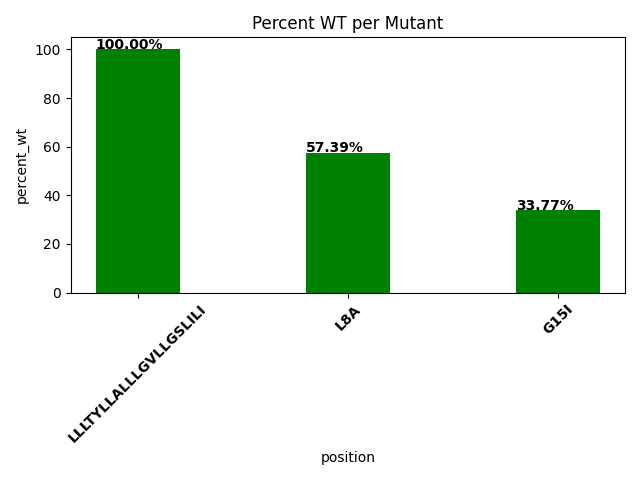 Percent WT per Mutant
percent_wt
100
80
60
40
20
0
100.00%
57.39%
33.77%
LLLTYLLALLLGVLLGSLILI
L8A
G15I
position